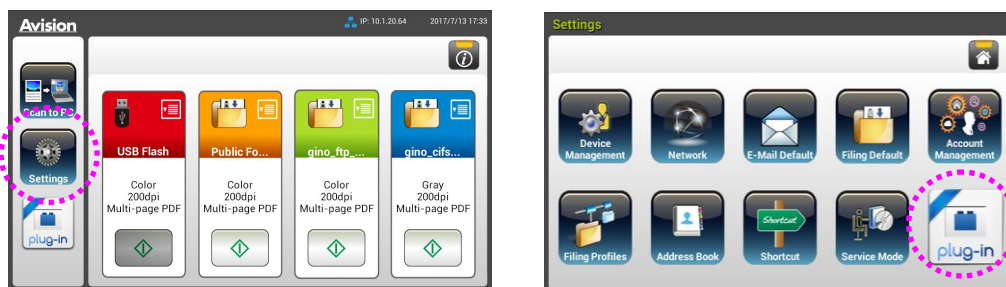 Avision
IP: 10.1.20.64 2017/7/13 17:33
Scan to PC
Settings
plug-in
USB Flash
Color
200dpi
Multi-page PDF
Public Fo...
Color
200dpi
Multi-page PDF
gino_ftp_...
Color
200dpi
Multi-page PDF
gino_cifs...
Gray
200dpi
Multi-page PDF
Settings
Device
Management
Network
E-Mail Default
Filing Default
Account
Management
Filing Profiles
Address Book
Shortcut
Shortcut
Service Mode
plug-in